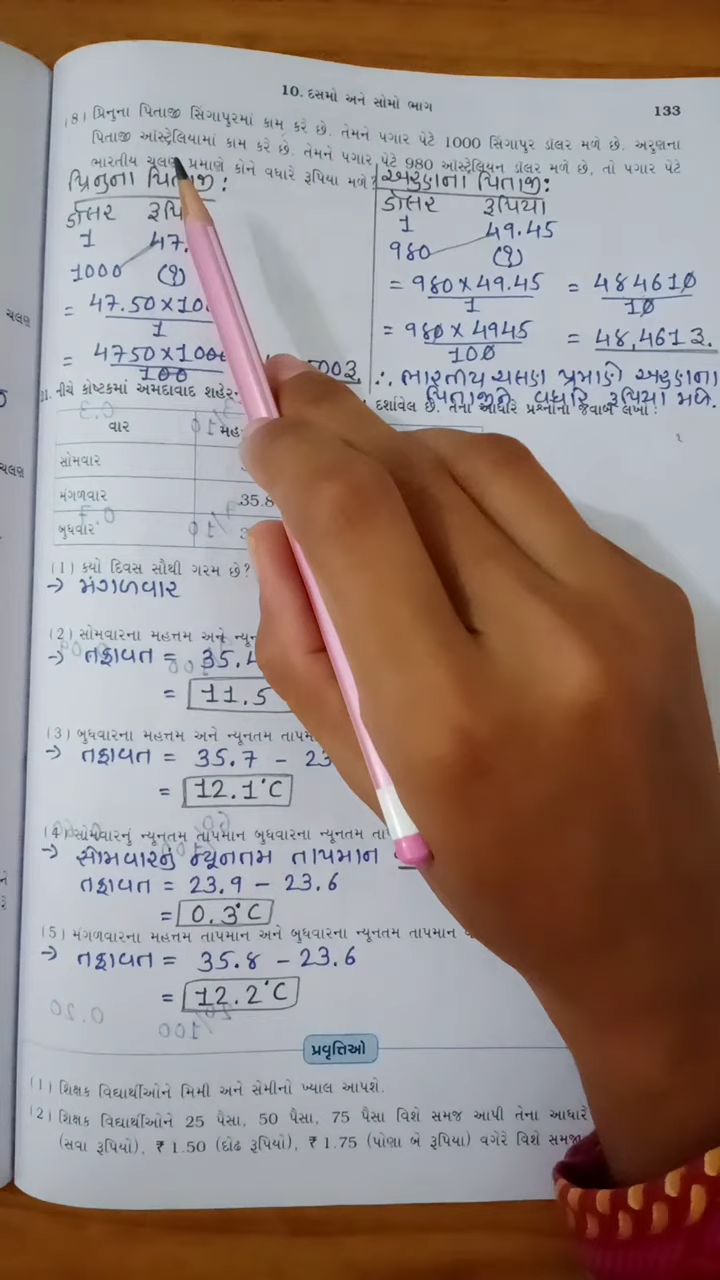 10. દસમો અને સોમો ભાગ
133
(8) પ્રિનુના પિતાજી સિંગાપુરમાં કામ કરે છે. તેમને પગાર પેટે 1000 સિંગાપુર ડૉલર મળે છે. અરુણના
પિતાજી ઑસ્ટ્રેલિયામાં કામ કરે છે. તેમને પગાર પેટે 980 ઑસ્ટ્રેલિયન ડૉલર મળે છે, તો પગાર પેટે
ભારતીય ચલણ પ્રમાણે કોને વધારે રૂપિયા મળે?
પ્રિનુના પિતાજી:
ડોલર રૂપિ
1 47.
1000 (?)
= 47.50 × 10
1
= 4750 × 100
100
5003.
અરુણના પિતાજી:
ડોલર રૂપિયા
1 49.45
980 (?)
= 980 × 49.45 = 484610
1 10
= 980 × 4945 = 48,461 રૂ.
100
∴ ભારતીય ચલણ પ્રમાણે અરુણના
પિતાજીને વધારે રૂપિયા મળે.
21. નીચે કોષ્ટકમાં અમદાવાદ શહેર દર્શાવેલ છે. તેના આધારે પ્રશ્નોના જવાબ લખો :
વાર મહ
સોમવાર
મંગળવાર 35.8
બુધવાર
(1) કયો દિવસ સૌથી ગરમ છે?
→ મંગળવાર
(2) સોમવારના મહત્તમ અને ન્યૂન
→ તફાવત = 35.4
= 11.5
(3) બુધવારના મહત્તમ અને ન્યૂનતમ તાપમ
→ તફાવત = 35.7 - 23
= 12.1°C
(4) સોમવારનું ન્યૂનતમ તાપમાન બુધવારના ન્યૂનતમ તા
→ સોમવારનું ન્યૂનતમ તાપમાન
તફાવત = 23.9 - 23.6
= 0.3°C
(5) મંગળવારના મહત્તમ તાપમાન અને બુધવારના ન્યૂનતમ તાપમાન
→ તફાવત = 35.8 - 23.6
= 12.2°C
પ્રવૃત્તિઓ
(1) શિક્ષક વિદ્યાર્થીઓને મિમી અને સેમીનો ખ્યાલ આપશે.
(2) શિક્ષક વિદ્યાર્થીઓને 25 પૈસા, 50 પૈસા, 75 પૈસા વિશે સમજ આપી તેના આધારે
(સવા રૂપિયો), ₹ 1.50 (દોઢ રૂપિયો), ₹ 1.75 (પોણા બે રૂપિયા) વગેરે વિશે સમજ